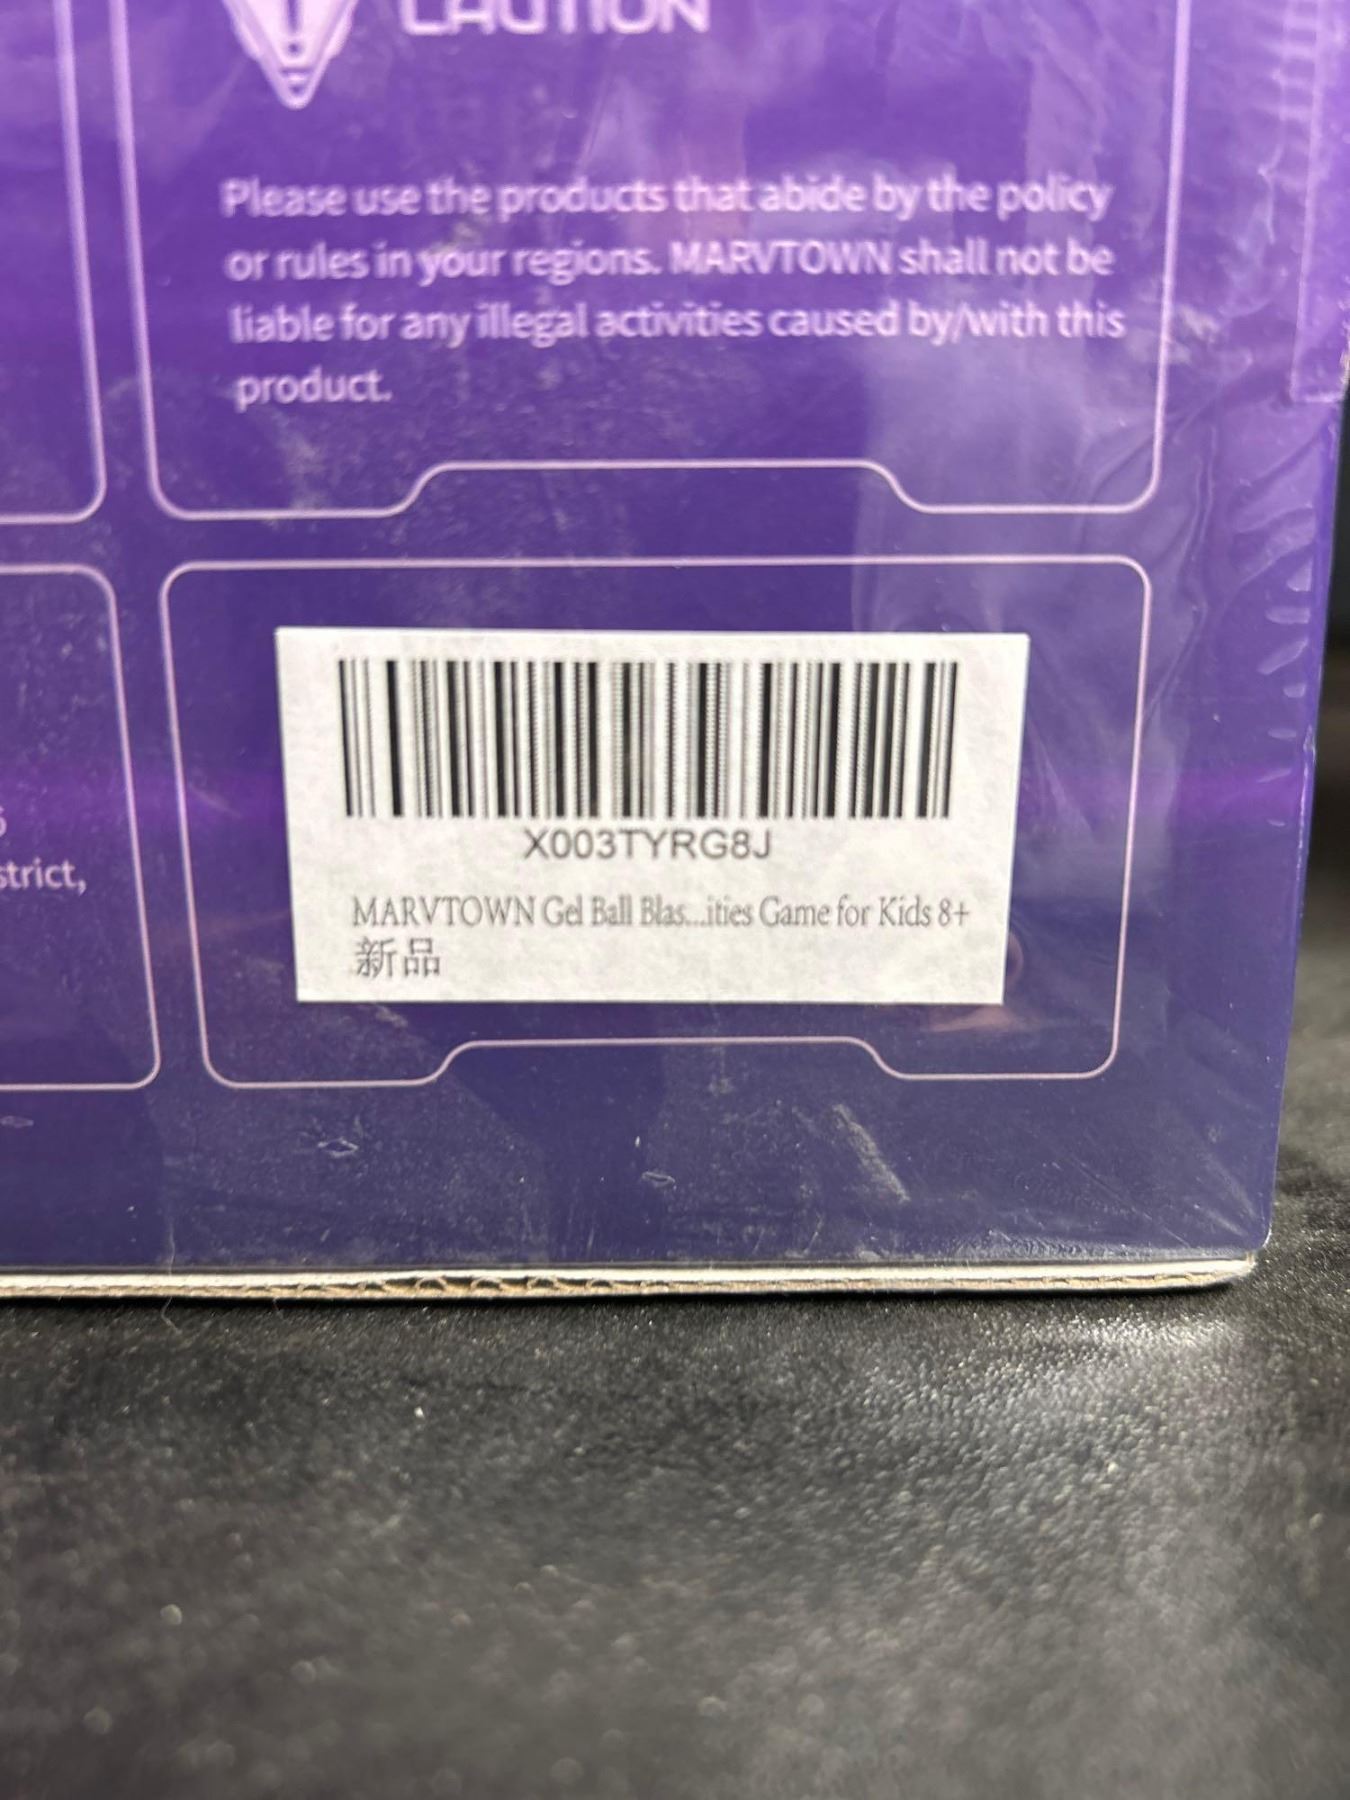 CAUTION
Please use the products that abide by the policy
or rules in your regions. MARVTOWN shall not be
liable for any illegal activities caused by/with this
product.
strict,
X003TYRG8J
MARVTOWN Gel Ball Blas...ities Game for Kids 8+
新品